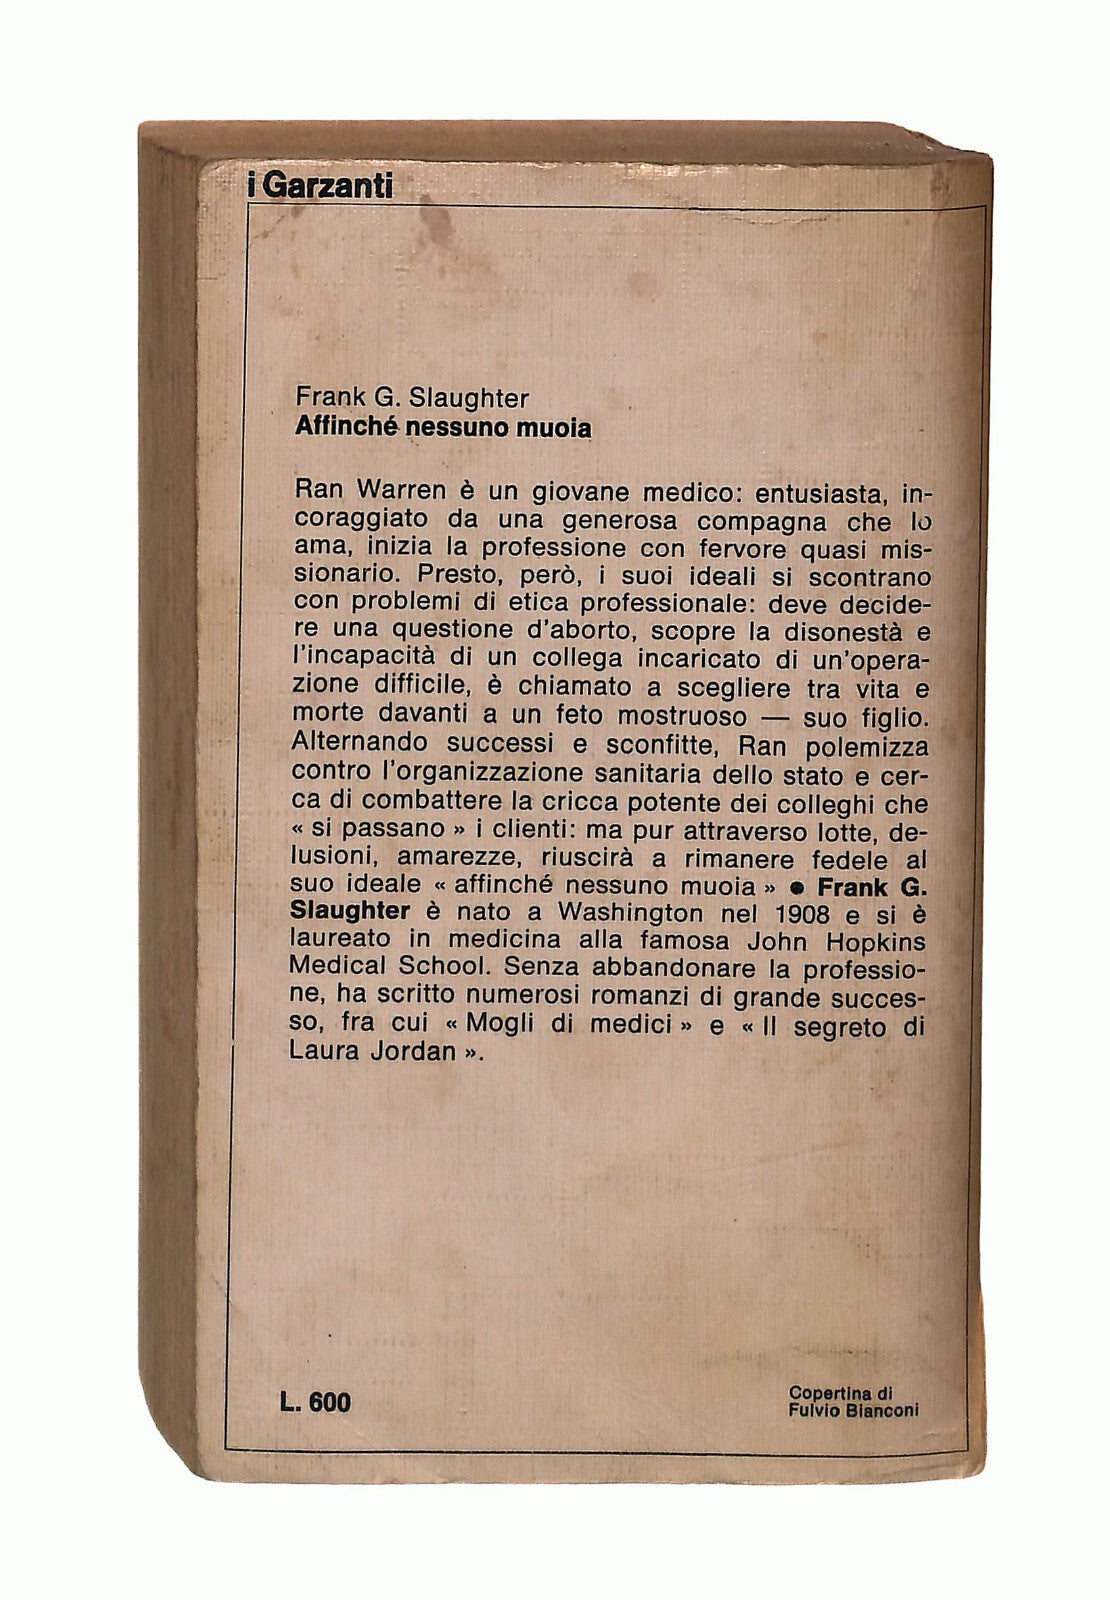 i Garzanti
Frank G. Slaughter
Affinché nessuno muoia
Ran Warren è un giovane medico: entusiasta, in-
coraggiato da una generosa compagna che lo
ama, inizia la professione con fervore quasi mis-
sionario. Presto, però, i suoi ideali si scontrano
con problemi di etica professionale: deve decide-
re una questione d'aborto, scopre la disonestà e
l'incapacità di un collega incaricato di un'opera-
zione difficile, è chiamato a scegliere tra vita e
morte davanti a un feto mostruoso — suo figlio.
Alternando successi e sconfitte, Ran polemizza
contro l'organizzazione sanitaria dello stato e cer-
ca di combattere la cricca potente dei colleghi che
« si passano » i clienti: ma pur attraverso lotte, de-
lusioni, amarezze, riuscirà a rimanere fedele al
suo ideale « affinché nessuno muoia » ● Frank G.
Slaughter è nato a Washington nel 1908 e si è
laureato in medicina alla famosa John Hopkins
Medical School. Senza abbandonare la professio-
ne, ha scritto numerosi romanzi di grande succes-
so, fra cui « Mogli di medici » e « Il segreto di
Laura Jordan ».
L. 600
Copertina di
Fulvio Bianconi